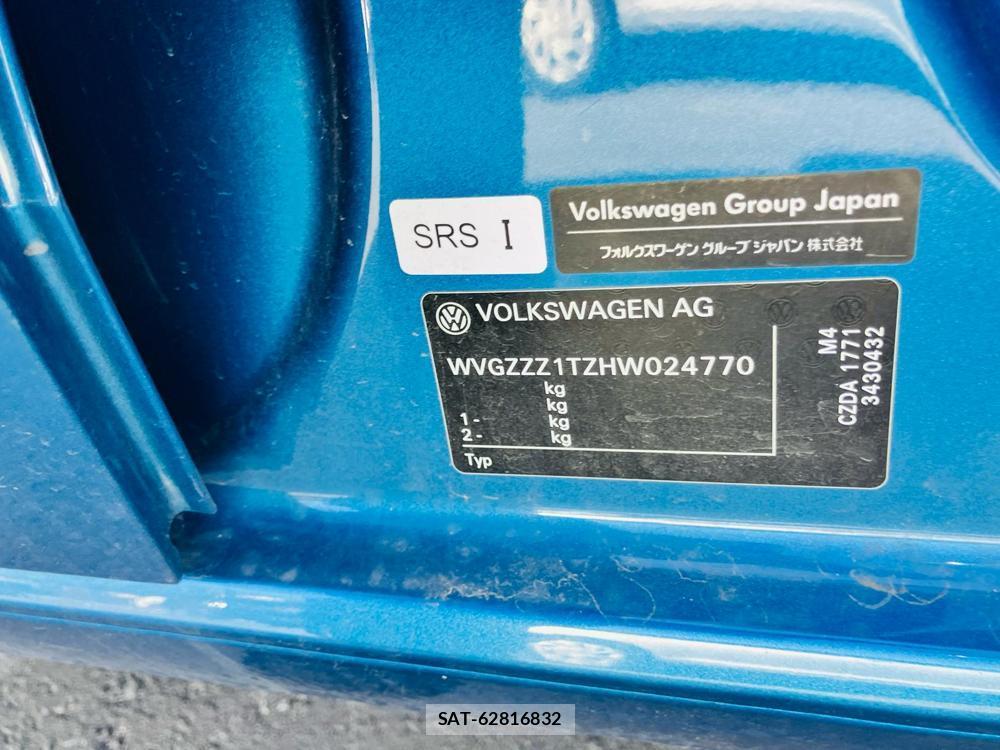 SRS I
Volkswagen Group Japan
フォルクスワーゲン グループ ジャパン 株式会社
VOLKSWAGEN AG
WVGZZZ1TZHW024770
kg
kg
1- kg
2- kg
Typ
M4
CZDA 1771
3430432
SAT-62816832